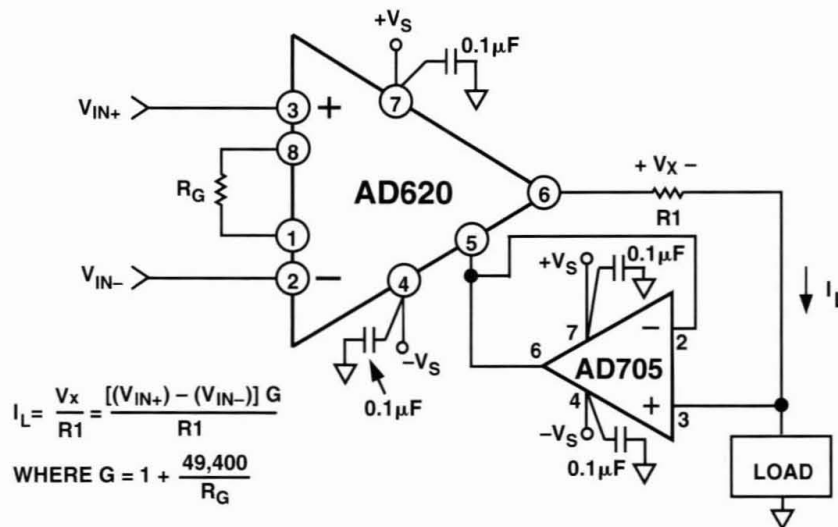 +VS
0.1μF
VIN+
3
+
7
8
RG
AD620
6
+ VX −
R1
1
5
VIN−
2
−
4
+VS
0.1μF
IL
7
−
2
6
AD705
−VS
0.1μF
4
+
3
−VS
0.1μF
LOAD
IL= VX/R1 = [(VIN+) − (VIN−)] G/R1
WHERE G = 1 + 49,400/RG